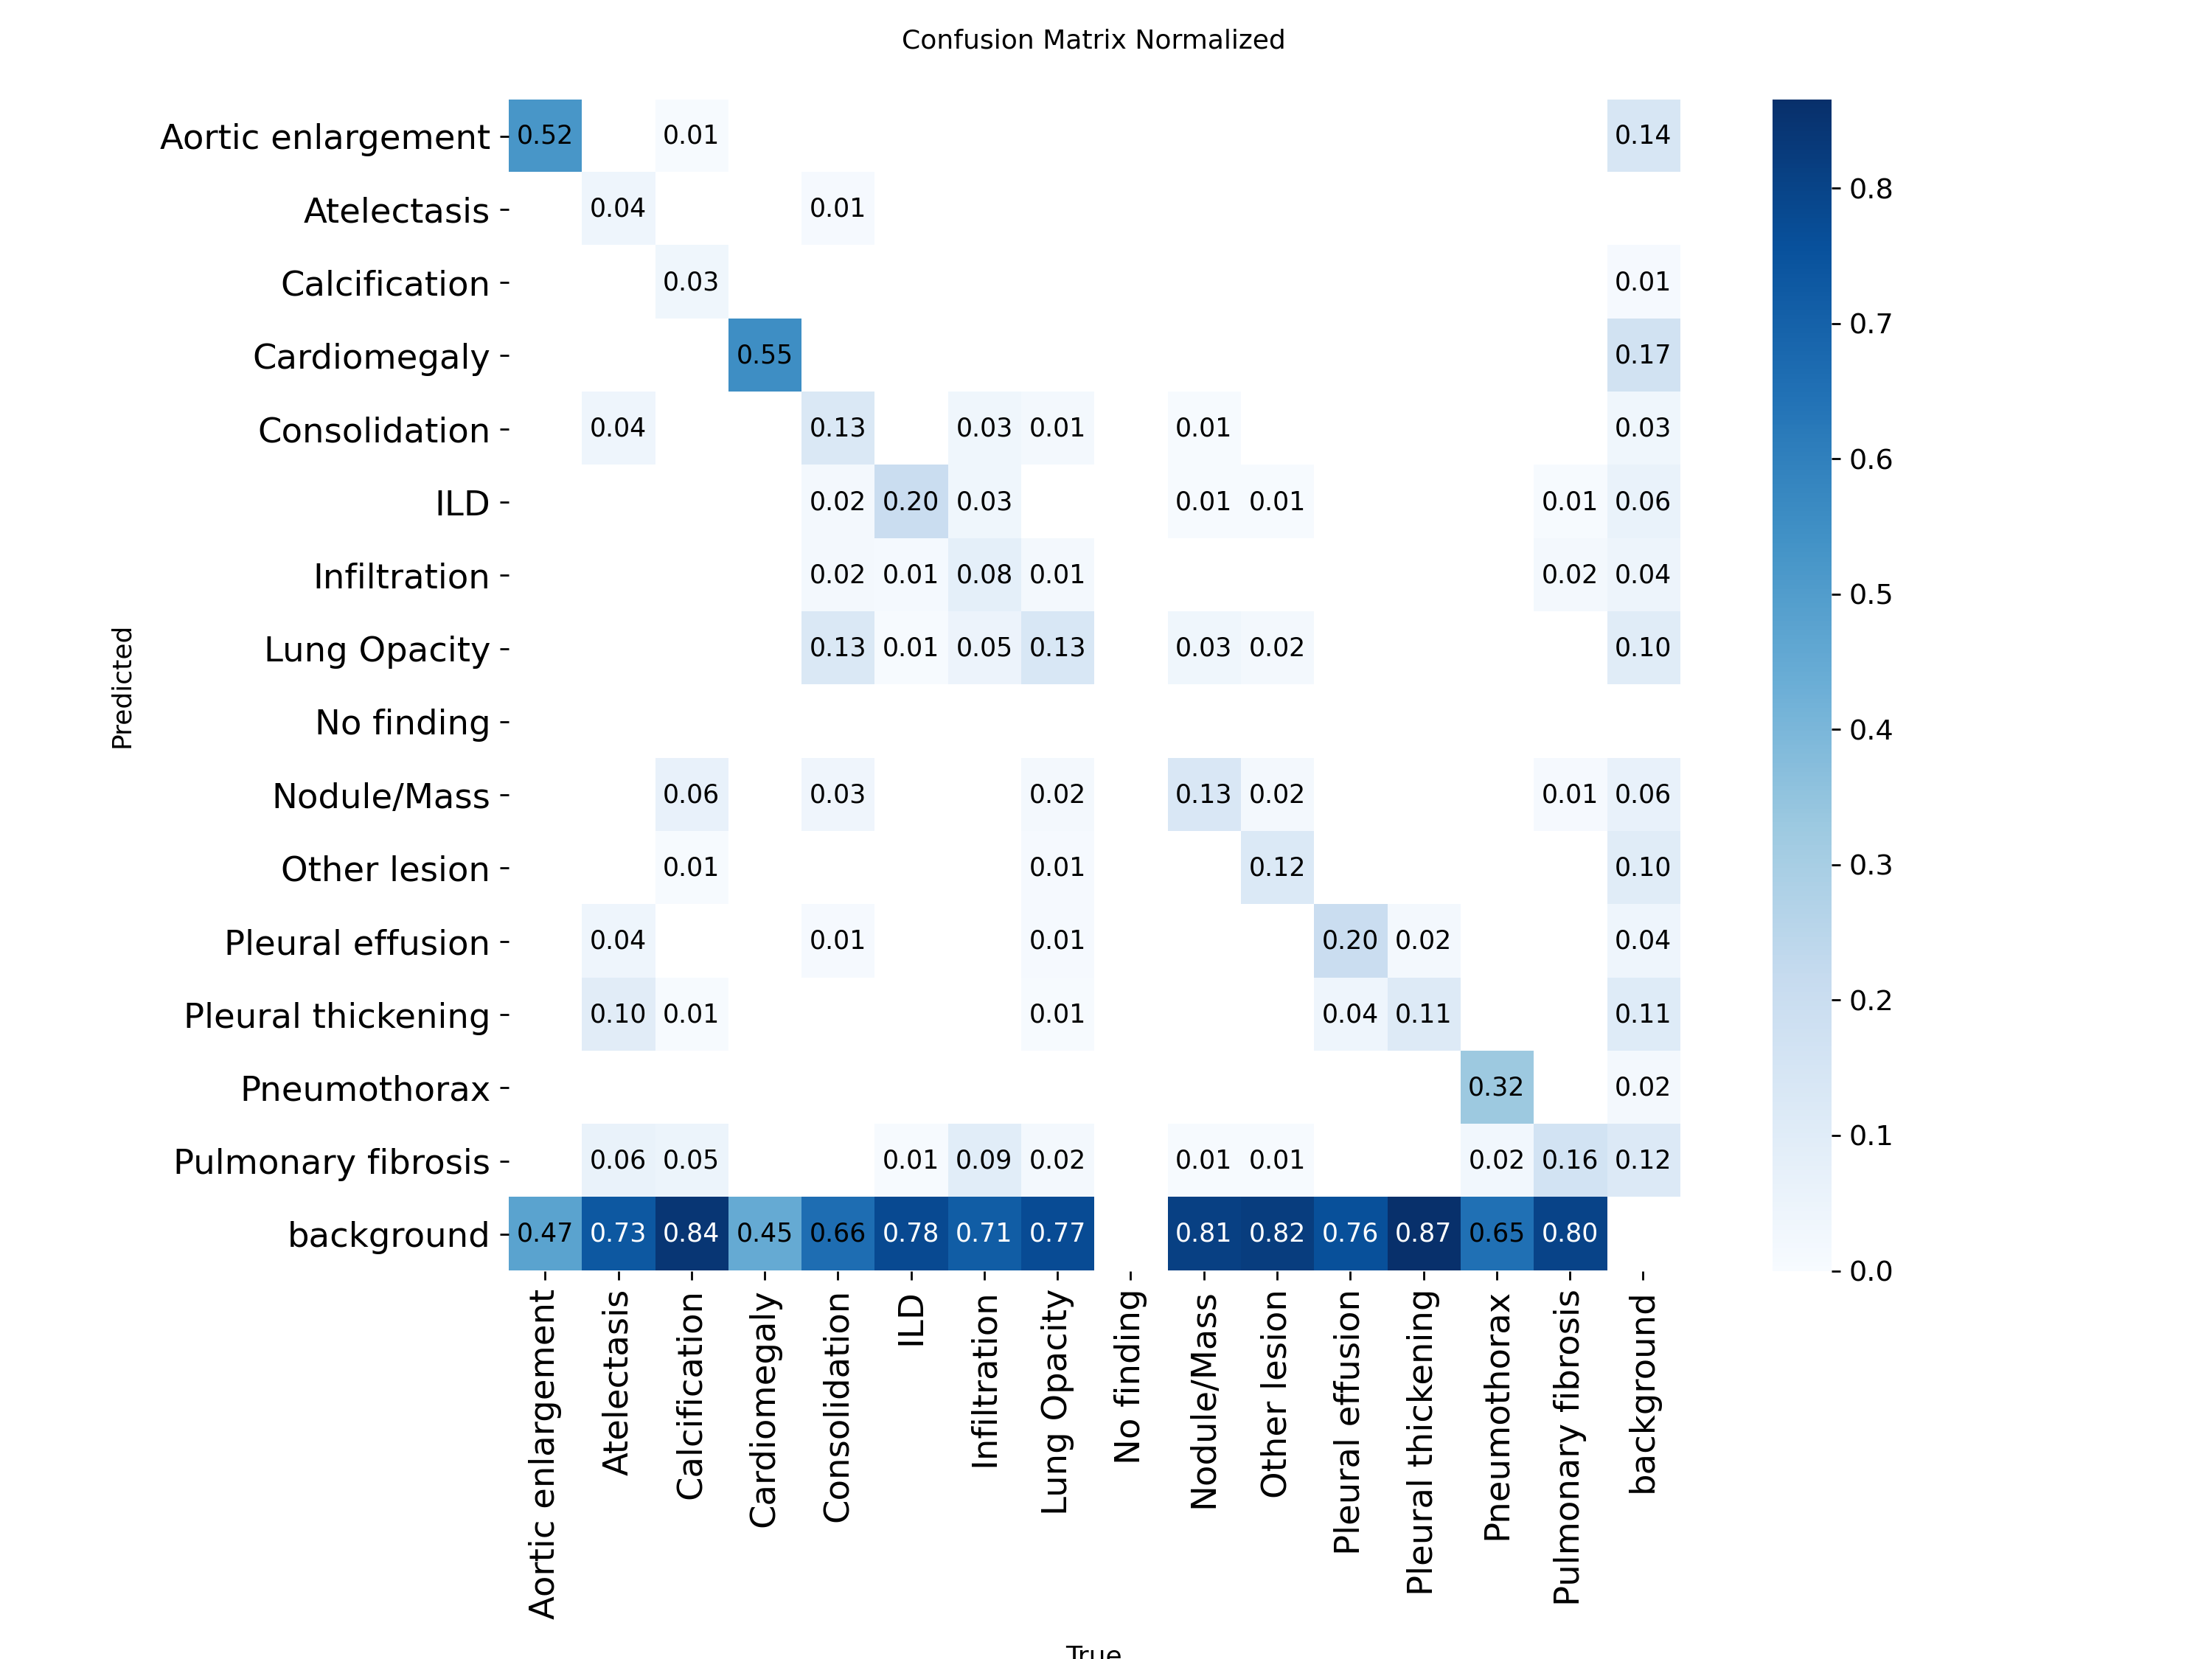 Confusion Matrix Normalized
Aortic enlargement 0.52 0.01 0.14
Atelectasis 0.04 0.01
Calcification 0.03 0.01
Cardiomegaly 0.55 0.17
Consolidation 0.04 0.13 0.03 0.01 0.01 0.03
ILD 0.02 0.20 0.03 0.01 0.01 0.01 0.06
Infiltration 0.02 0.01 0.08 0.01 0.02 0.04
Lung Opacity 0.13 0.01 0.05 0.13 0.03 0.02 0.10
No finding
Nodule/Mass 0.06 0.03 0.02 0.13 0.02 0.01 0.06
Other lesion 0.01 0.01 0.12 0.10
Pleural effusion 0.04 0.01 0.01 0.20 0.02 0.04
Pleural thickening 0.10 0.01 0.01 0.04 0.11 0.11
Pneumothorax 0.32 0.02
Pulmonary fibrosis 0.06 0.05 0.01 0.09 0.02 0.01 0.01 0.02 0.16 0.12
background 0.47 0.73 0.84 0.45 0.66 0.78 0.71 0.77 0.81 0.82 0.76 0.87 0.65 0.80
Predicted
Aortic enlargement
Atelectasis
Calcification
Cardiomegaly
Consolidation
ILD
Infiltration
Lung Opacity
No finding
Nodule/Mass
Other lesion
Pleural effusion
Pleural thickening
Pneumothorax
Pulmonary fibrosis
background
True
0.8
0.7
0.6
0.5
0.4
0.3
0.2
0.1
0.0